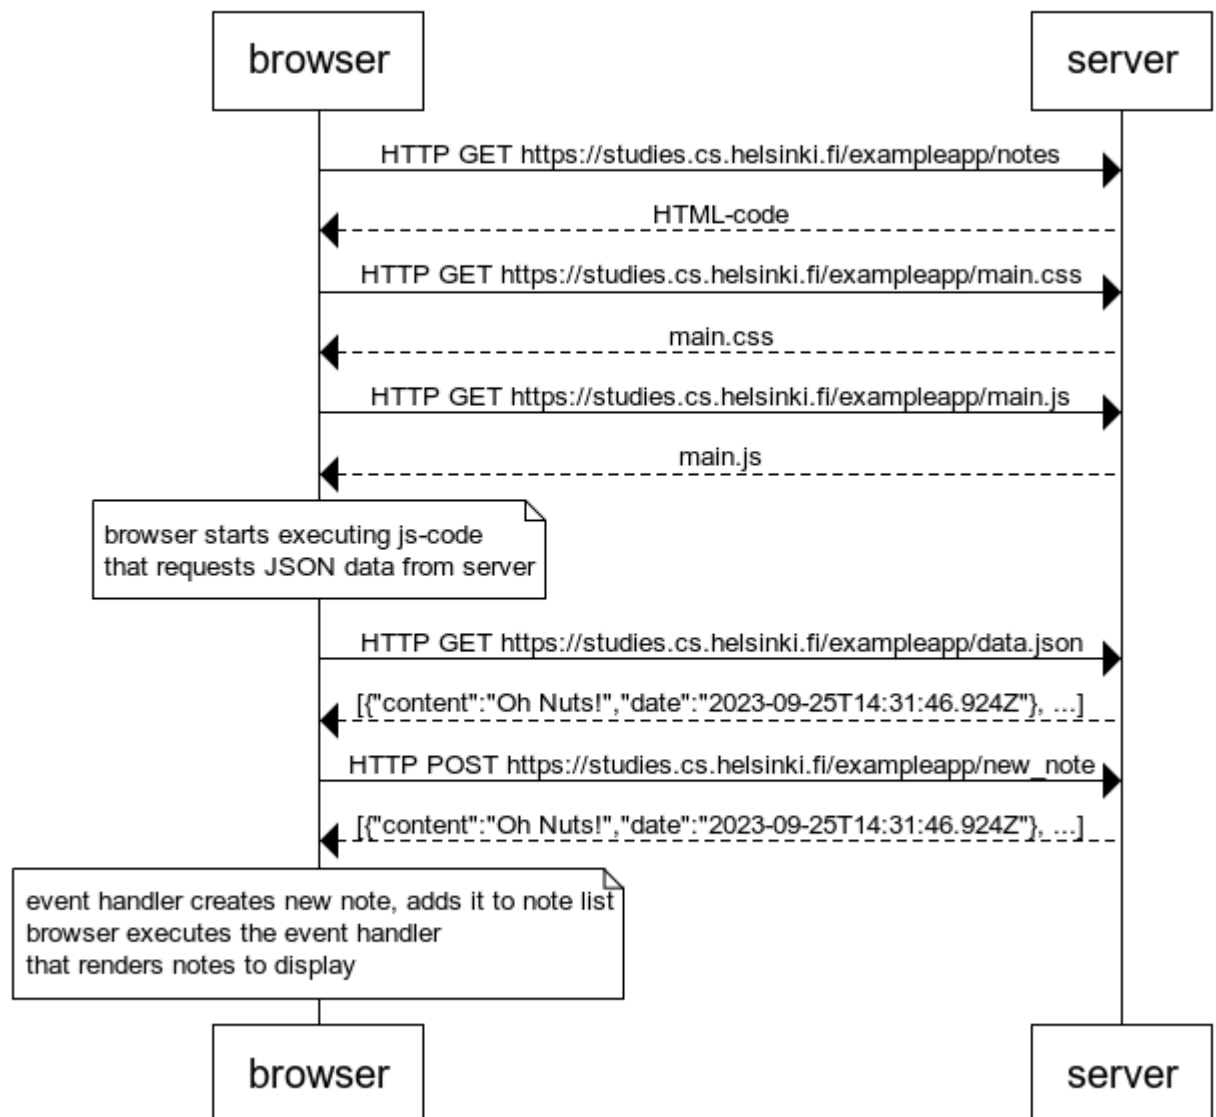 browser
server
HTTP GET https://studies.cs.helsinki.fi/exampleapp/notes
HTML-code
HTTP GET https://studies.cs.helsinki.fi/exampleapp/main.css
main.css
HTTP GET https://studies.cs.helsinki.fi/exampleapp/main.js
main.js
browser starts executing js-code
that requests JSON data from server
HTTP GET https://studies.cs.helsinki.fi/exampleapp/data.json
[{"content":"Oh Nuts!","date":"2023-09-25T14:31:46.924Z"}, ...]
HTTP POST https://studies.cs.helsinki.fi/exampleapp/new_note
[{"content":"Oh Nuts!","date":"2023-09-25T14:31:46.924Z"}, ...]
event handler creates new note, adds it to note list
browser executes the event handler
that renders notes to display
browser
server